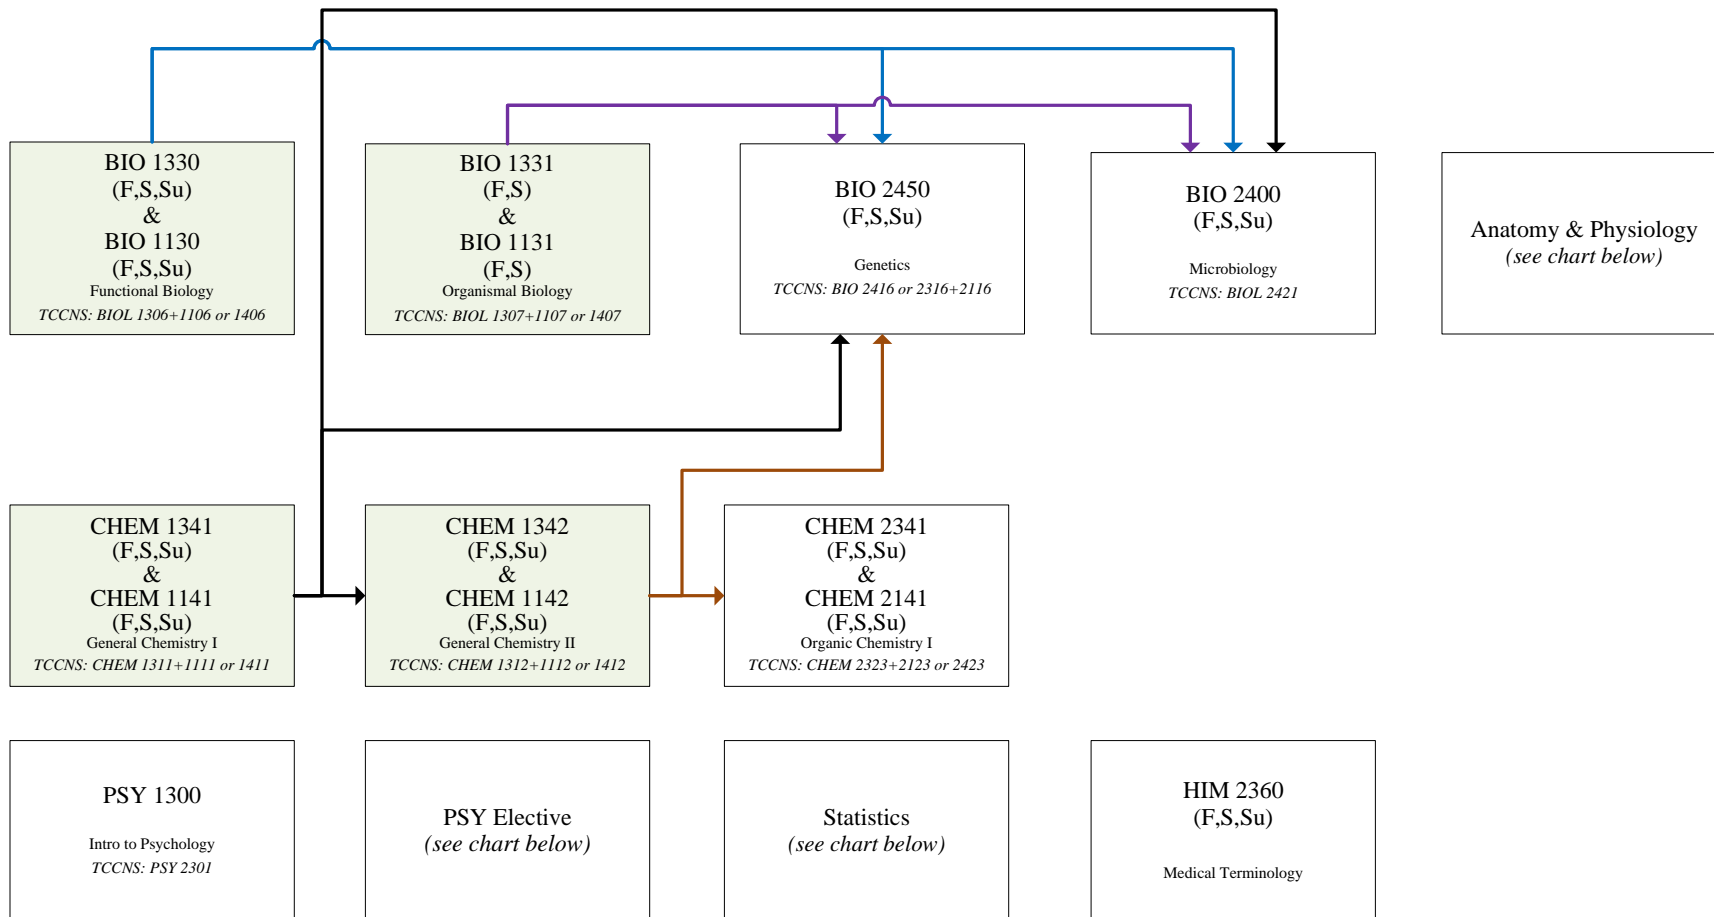 BIO 1330
(F,S,Su)
&
BIO 1130
(F,S,Su)
Functional Biology
TCCNS: BIOL 1306+1106 or 1406
BIO 1331
(F,S)
&
BIO 1131
(F,S)
Organismal Biology
TCCNS: BIOL 1307+1107 or 1407
BIO 2450
(F,S,Su)
Genetics
TCCNS: BIO 2416 or 2316+2116
BIO 2400
(F,S,Su)
Microbiology
TCCNS: BIOL 2421
Anatomy & Physiology
(see chart below)
CHEM 1341
(F,S,Su)
&
CHEM 1141
(F,S,Su)
General Chemistry I
TCCNS: CHEM 1311+1111 or 1411
CHEM 1342
(F,S,Su)
&
CHEM 1142
(F,S,Su)
General Chemistry II
TCCNS: CHEM 1312+1112 or 1412
CHEM 2341
(F,S,Su)
&
CHEM 2141
(F,S,Su)
Organic Chemistry I
TCCNS: CHEM 2323+2123 or 2423
PSY 1300
Intro to Psychology
TCCNS: PSY 2301
PSY Elective
(see chart below)
Statistics
(see chart below)
HIM 2360
(F,S,Su)
Medical Terminology